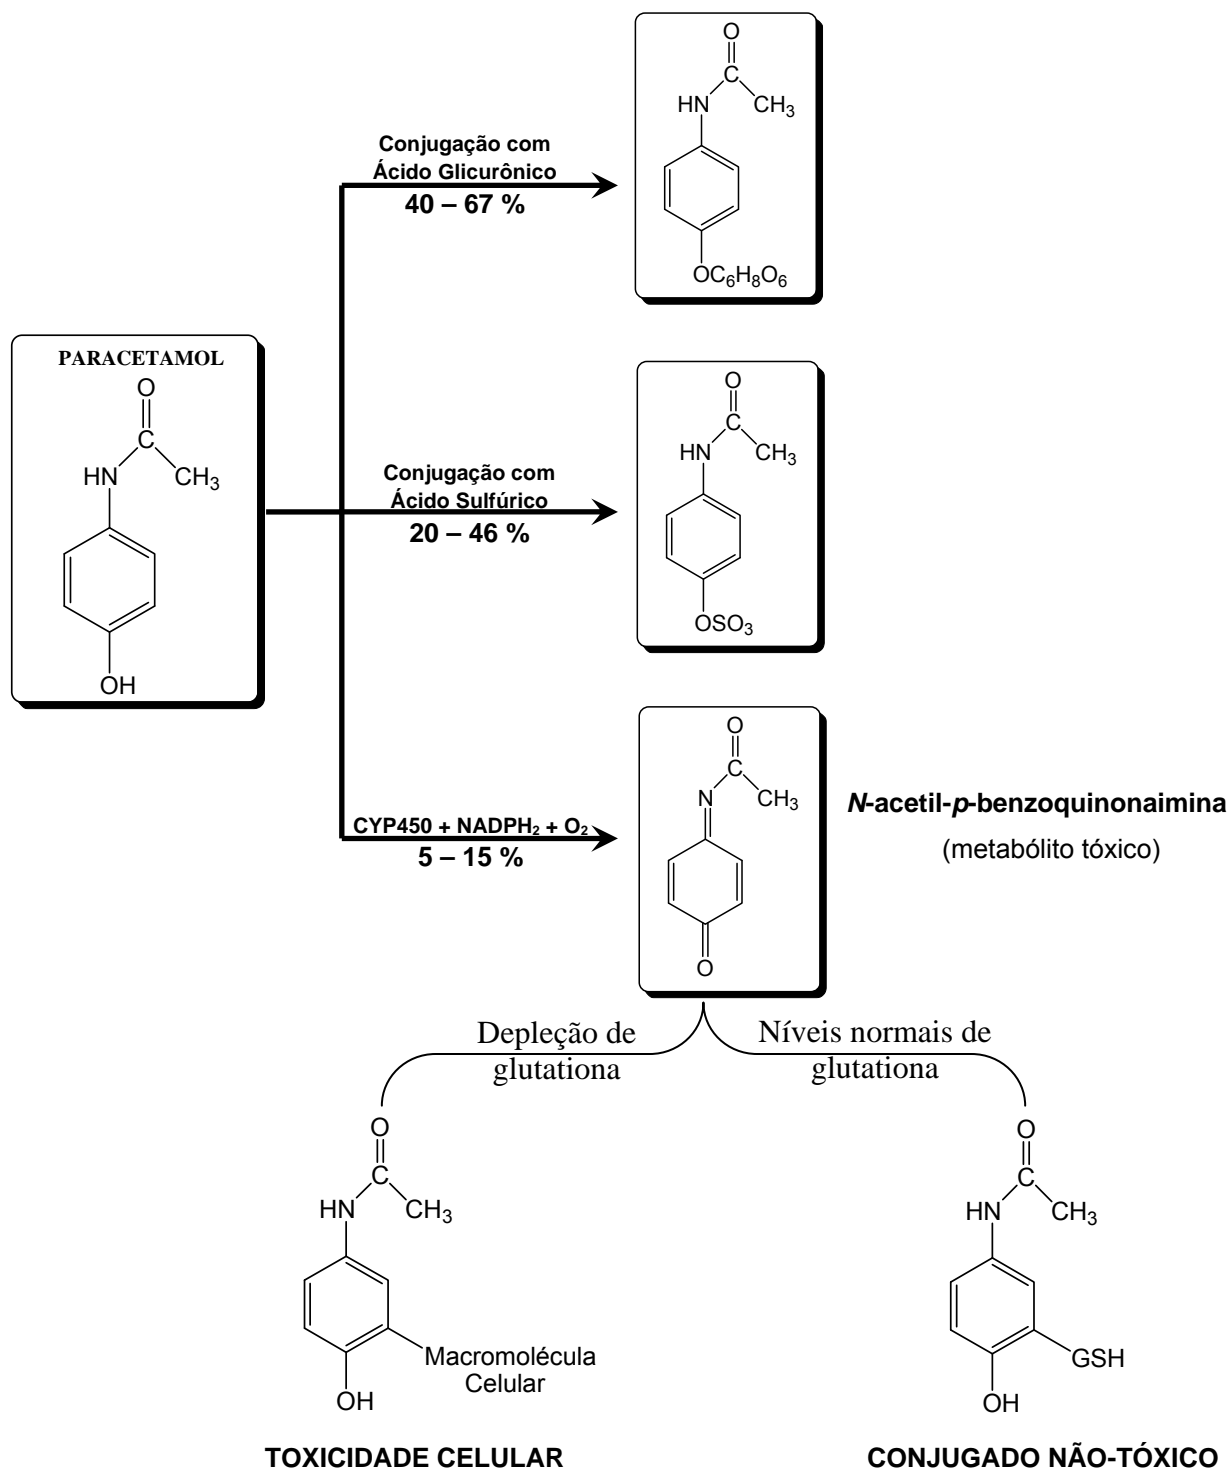 O
C
HN
CH₃
OC₆H₈O₆
Conjugação com
Ácido Glicurônico
40 – 67 %
PARACETAMOL
O
C
HN
CH₃
OH
Conjugação com
Ácido Sulfúrico
20 – 46 %
O
C
HN
CH₃
OSO₃
CYP450 + NADPH₂ + O₂
5 – 15 %
O
C
N
CH₃
O
N-acetil-p-benzoquinonaimina
(metabólito tóxico)
Depleção de
glutationa
Níveis normais de
glutationa
O
C
HN
CH₃
Macromolécula
Celular
OH
TOXICIDADE CELULAR
O
C
HN
CH₃
GSH
OH
CONJUGADO NÃO-TÓXICO